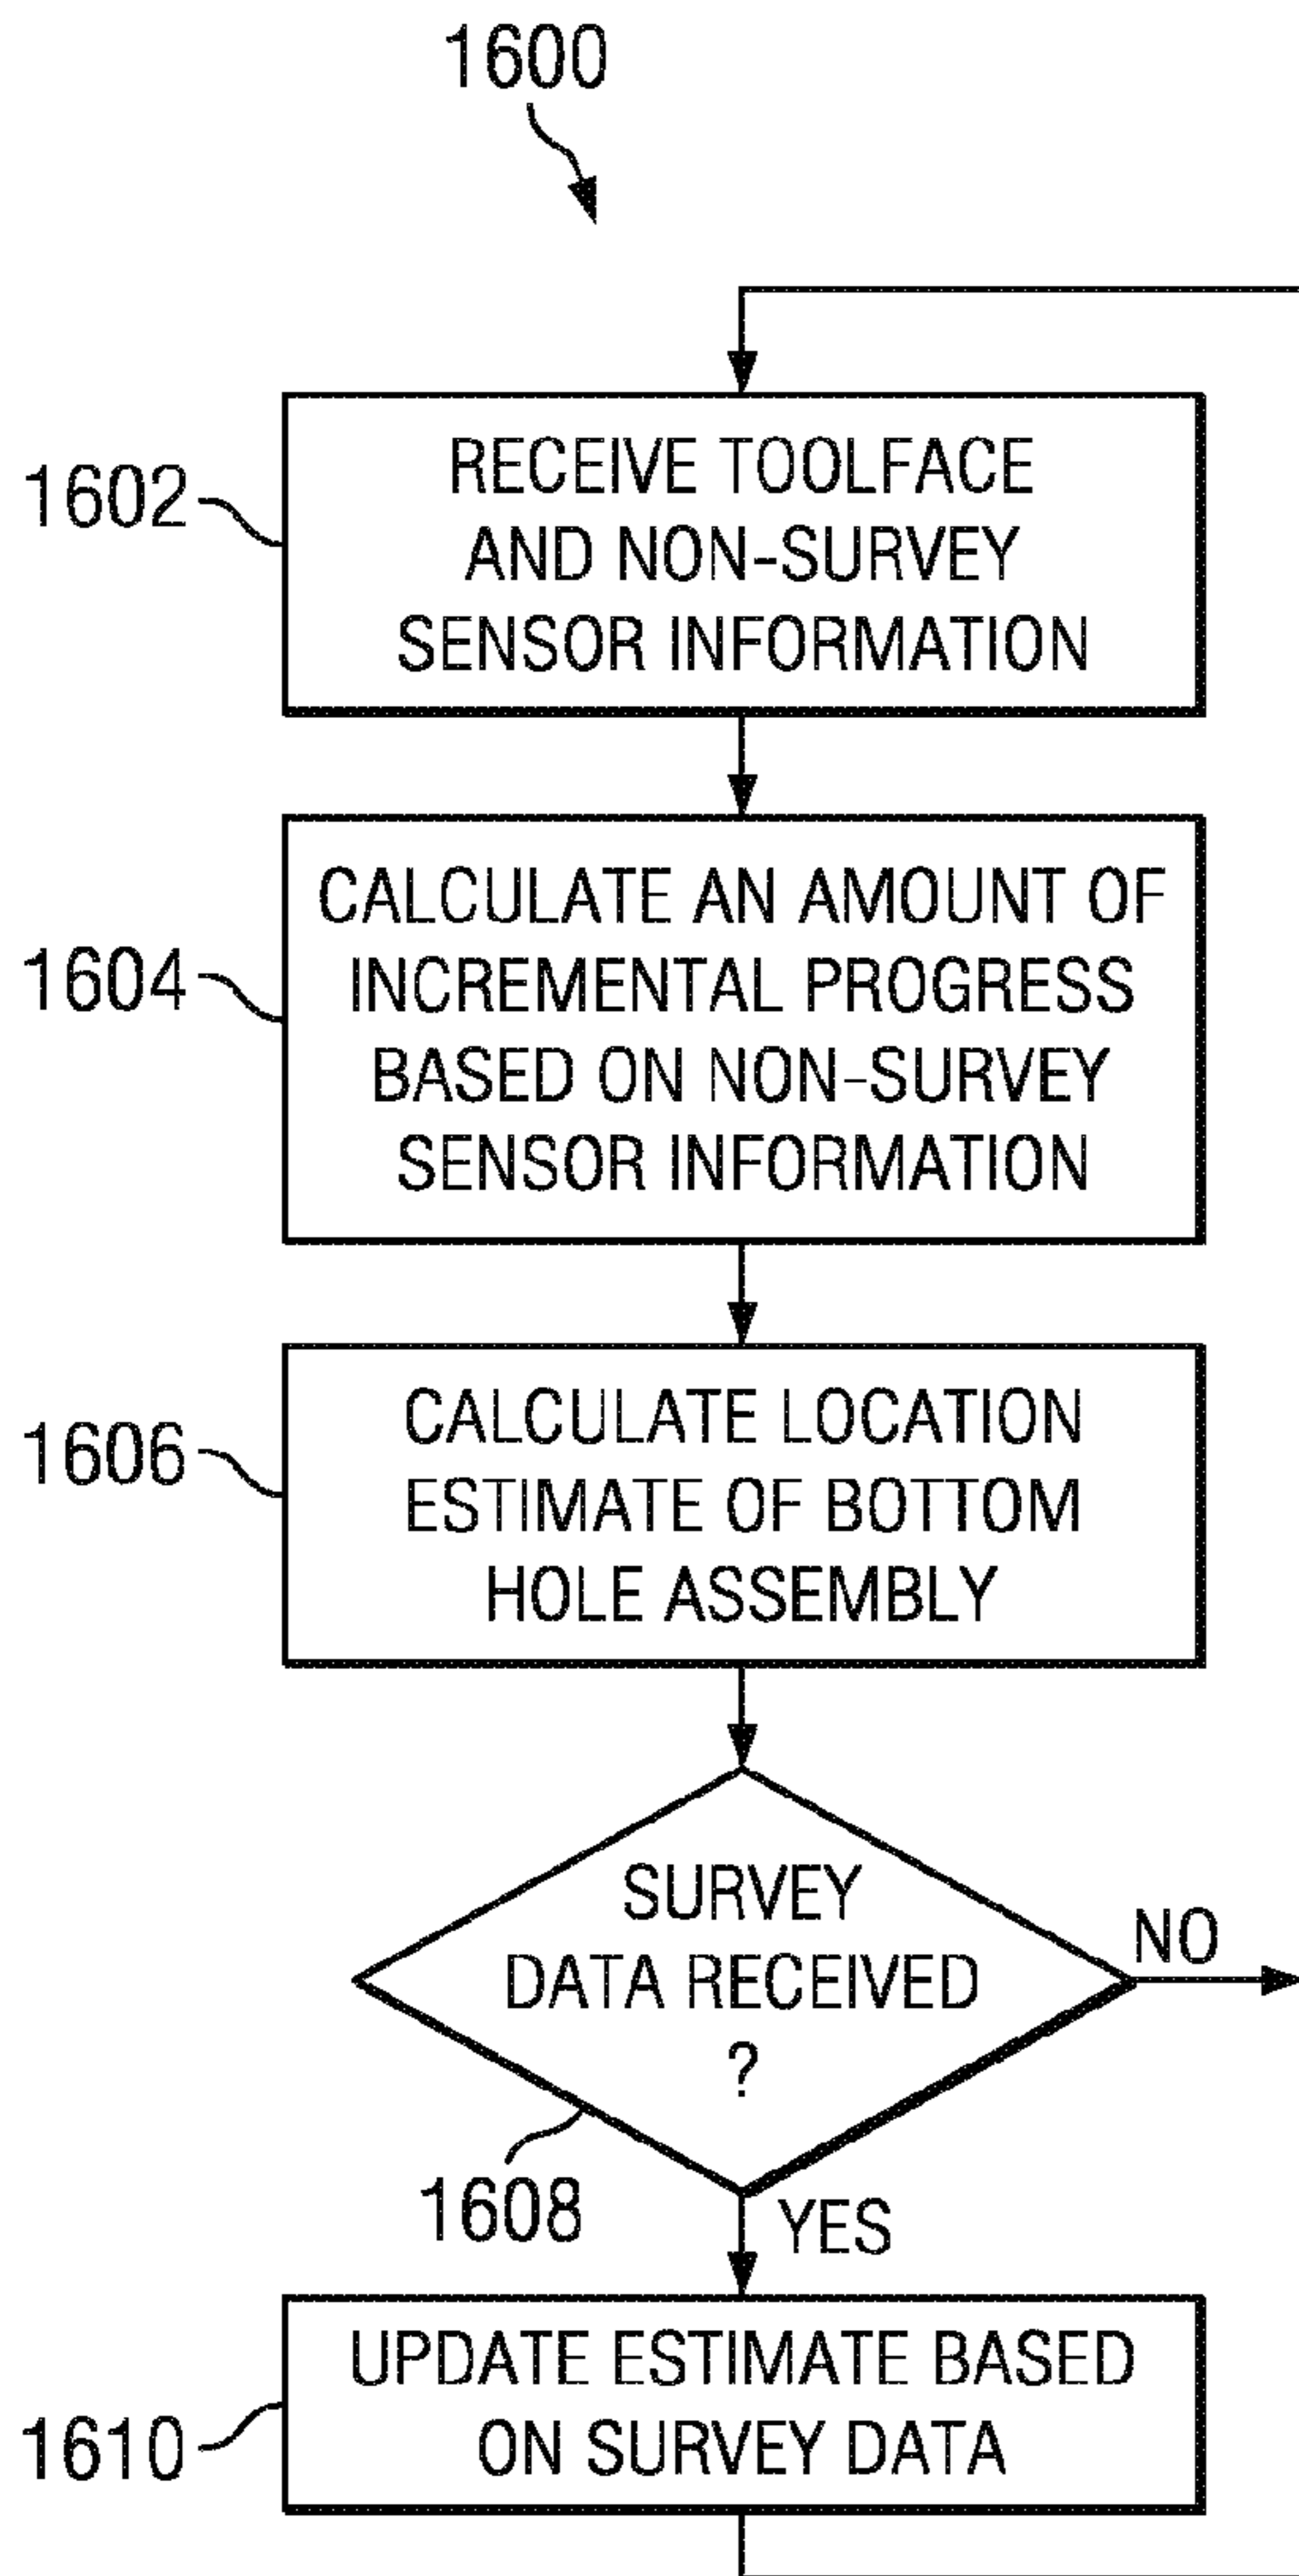 1600
1602
RECEIVE TOOLFACE
AND NON-SURVEY
SENSOR INFORMATION
1604
CALCULATE AN AMOUNT OF
INCREMENTAL PROGRESS
BASED ON NON-SURVEY
SENSOR INFORMATION
1606
CALCULATE LOCATION
ESTIMATE OF BOTTOM
HOLE ASSEMBLY
SURVEY
DATA RECEIVED
?
NO
1608
YES
1610
UPDATE ESTIMATE BASED
ON SURVEY DATA